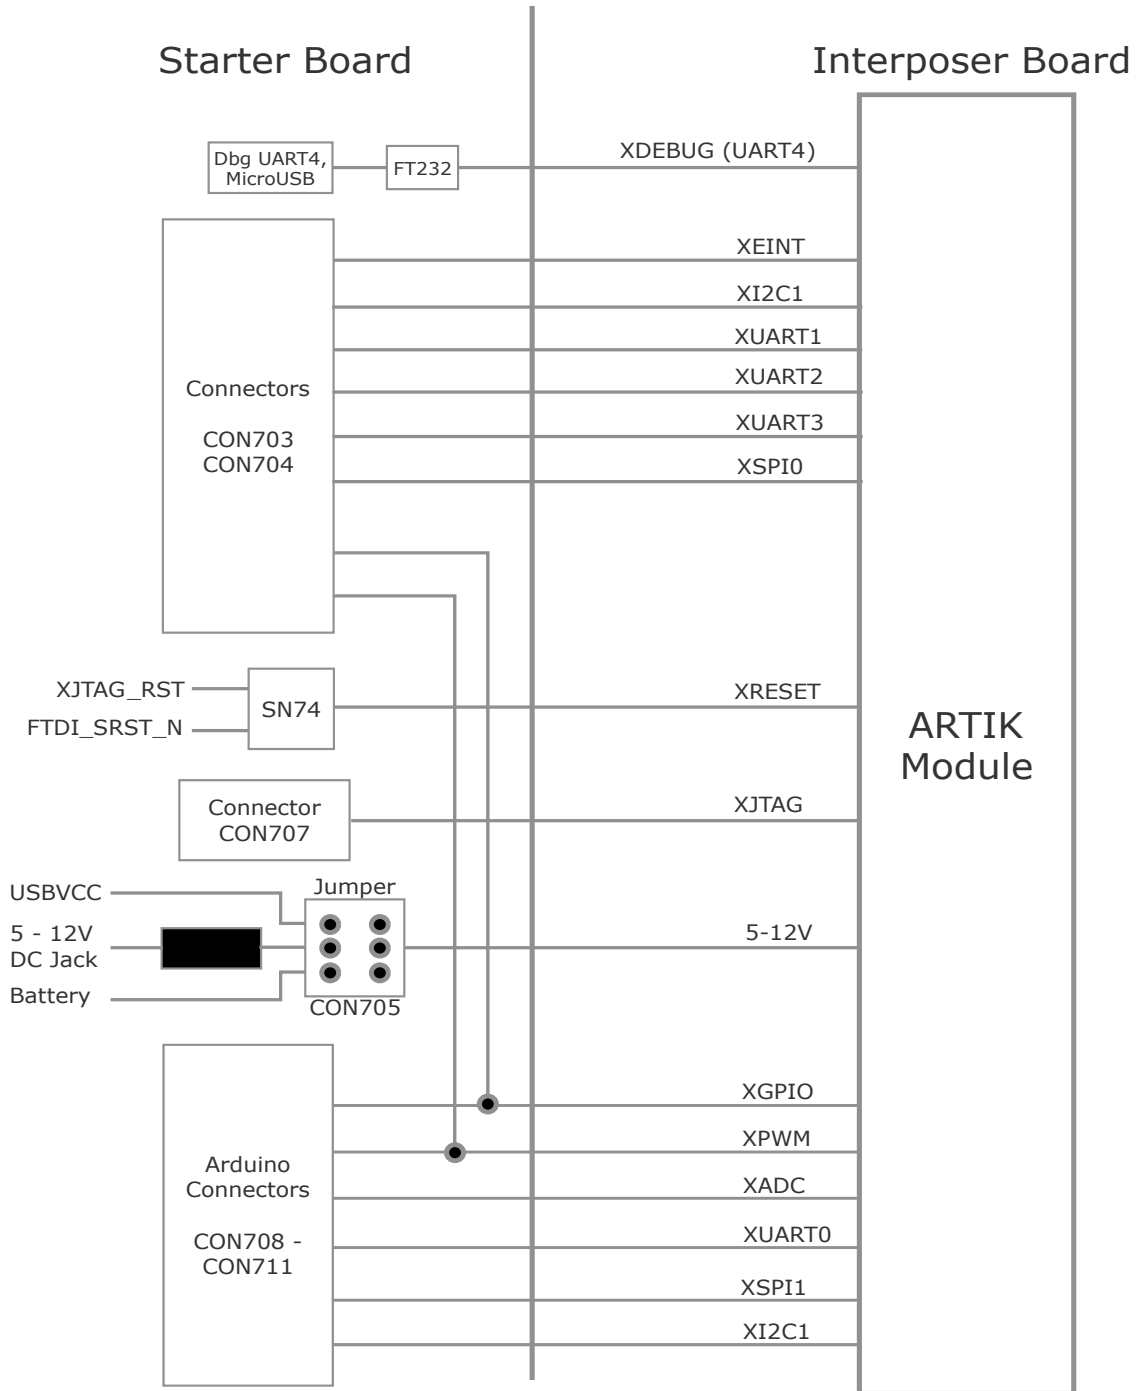 Starter Board
Interposer Board
Dbg UART4,
MicroUSB
FT232
XDEBUG (UART4)
XEINT
XI2C1
XUART1
XUART2
XUART3
XSPI0
Connectors
CON703
CON704
XJTAG_RST
FTDI_SRST_N
SN74
XRESET
ARTIK
Module
Connector
CON707
XJTAG
USBVCC
5 - 12V
DC Jack
Battery
Jumper
CON705
5-12V
Arduino
Connectors
CON708 -
CON711
XGPIO
XPWM
XADC
XUART0
XSPI1
XI2C1